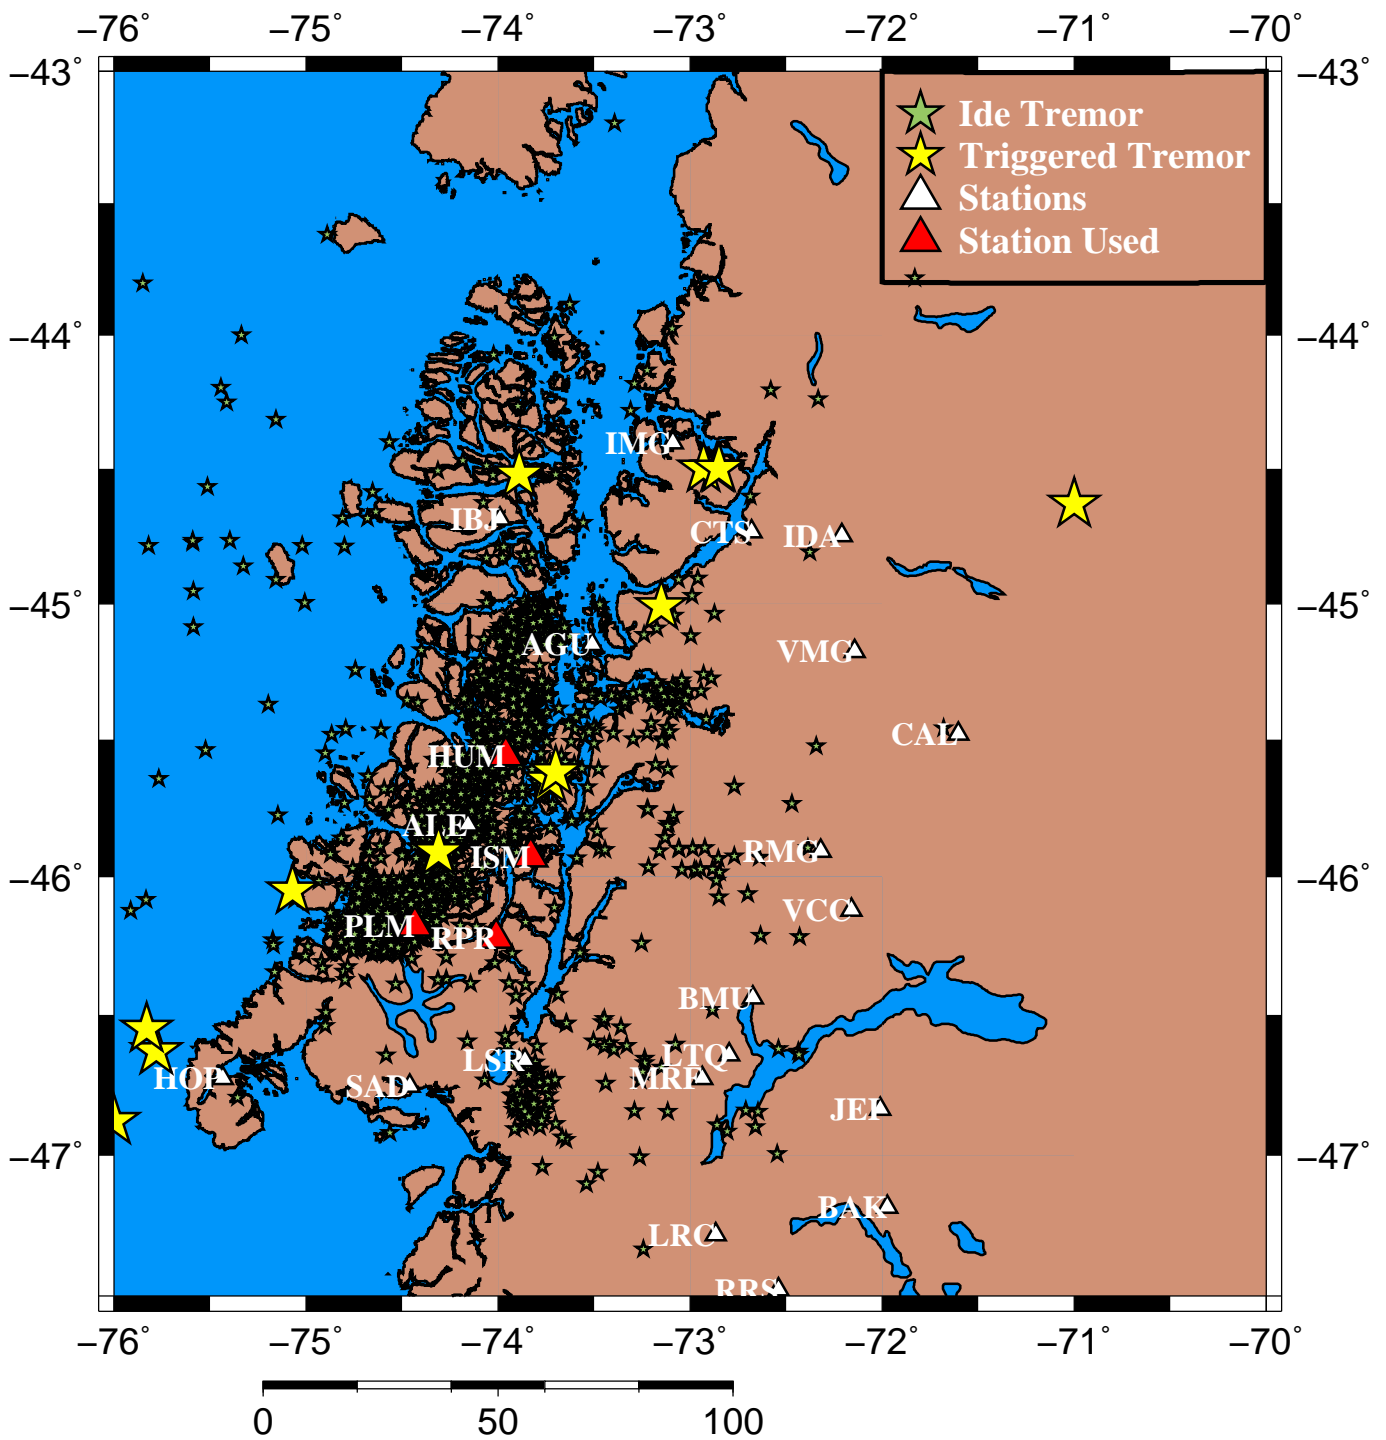 −76° −75° −74° −73° −72° −71° −70°
−43° −43°
Ide Tremor
Triggered Tremor
Stations
Station Used
−44° −44°
IMG
IBJ CTS IDA
−45° −45°
AGU VMG
CAL
HUM
ALE
ISM RMG
−46° −46°
VCC
PLM RPR
BMU
LSR LTQ
HOP SAD MRF
JEI
−47° −47°
BAK
LRC
RRS
−76° −75° −74° −73° −72° −71° −70°
0 50 100